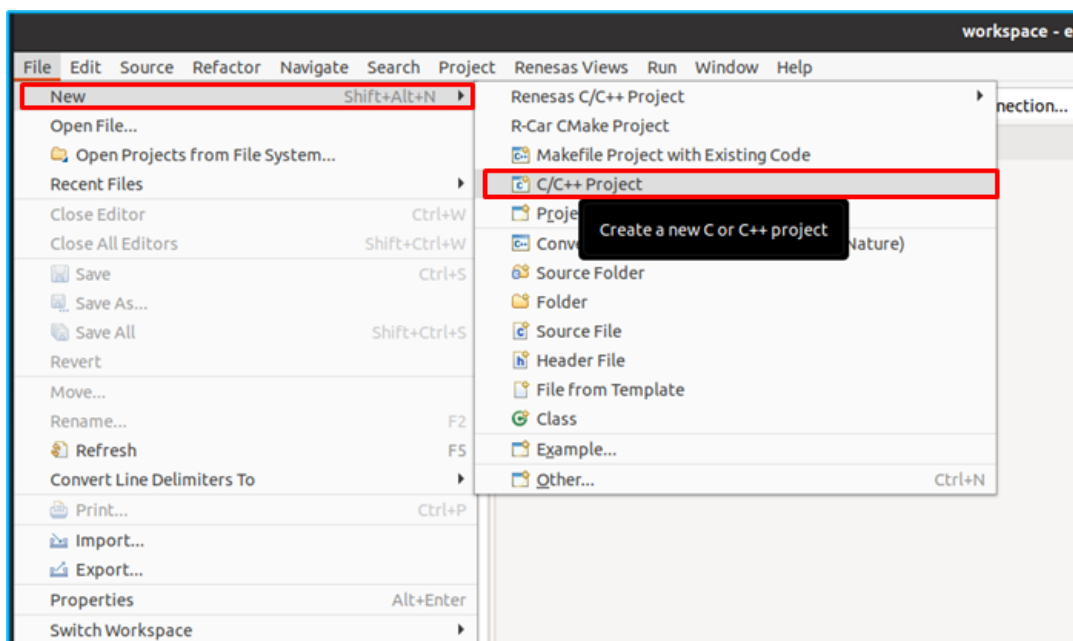 workspace - e
File Edit Source Refactor Navigate Search Project Renesas Views Run Window Help
New Shift+Alt+N
Open File...
Open Projects from File System...
Recent Files
Close Editor Ctrl+W
Close All Editors Shift+Ctrl+W
Save Ctrl+S
Save As...
Save All Shift+Ctrl+S
Revert
Move...
Rename... F2
Refresh F5
Convert Line Delimiters To
Print... Ctrl+P
Import...
Export...
Properties Alt+Enter
Switch Workspace
Renesas C/C++ Project
R-Car CMake Project
Makefile Project with Existing Code
C/C++ Project
Proje
Create a new C or C++ project
Conve Nature)
Source Folder
Folder
Source File
Header File
File from Template
Class
Example...
Other... Ctrl+N
nection...